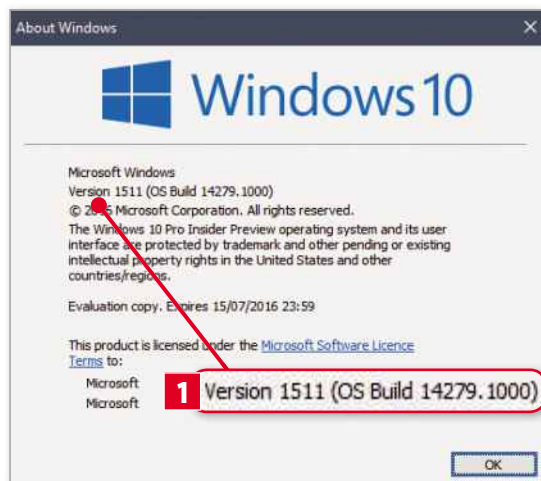 About Windows
Windows 10
Microsoft Windows
Version 1511 (OS Build 14279.1000)
© Microsoft Corporation. All rights reserved.
The Windows 10 Pro Insider Preview operating system and its user
interface are protected by trademark and other pending or existing
intellectual property rights in the United States and other
countries/regions.
Evaluation copy. Expires 15/07/2016 23:59
This product is licensed under the Microsoft Software Licence
Terms to:
Microsoft
Microsoft
1 Version 1511 (OS Build 14279.1000)
OK